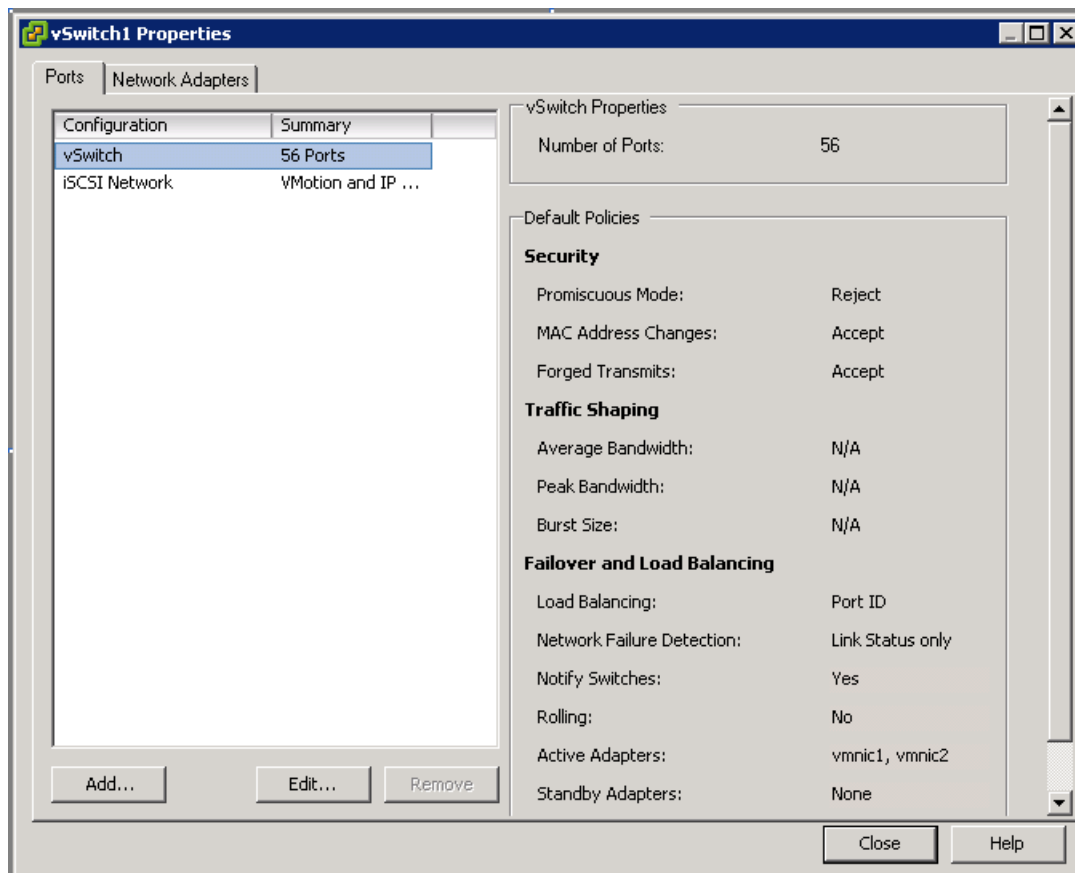 vSwitch1 Properties
Ports
Network Adapters
Configuration Summary
vSwitch 56 Ports
iSCSI Network VMotion and IP ...
Add...
Edit...
Remove
vSwitch Properties
Number of Ports: 56
Default Policies
Security
Promiscuous Mode: Reject
MAC Address Changes: Accept
Forged Transmits: Accept
Traffic Shaping
Average Bandwidth: N/A
Peak Bandwidth: N/A
Burst Size: N/A
Failover and Load Balancing
Load Balancing: Port ID
Network Failure Detection: Link Status only
Notify Switches: Yes
Rolling: No
Active Adapters: vmnic1, vmnic2
Standby Adapters: None
Close
Help